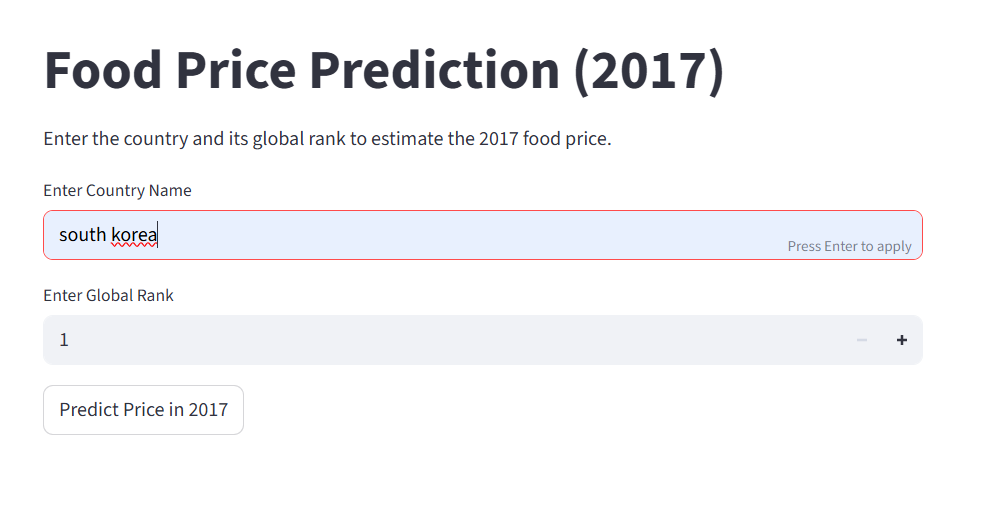 Food Price Prediction (2017)
Enter the country and its global rank to estimate the 2017 food price.
Enter Country Name
south korea
Press Enter to apply
Enter Global Rank
1
Predict Price in 2017